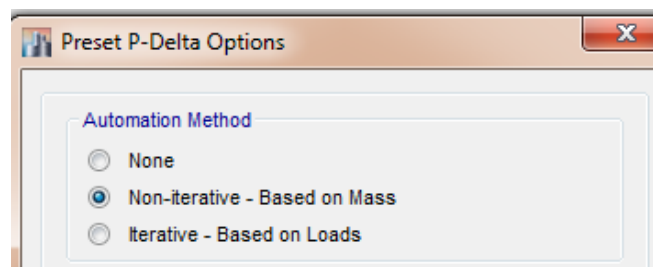 Preset P-Delta Options
Automation Method
None
Non-iterative - Based on Mass
Iterative - Based on Loads